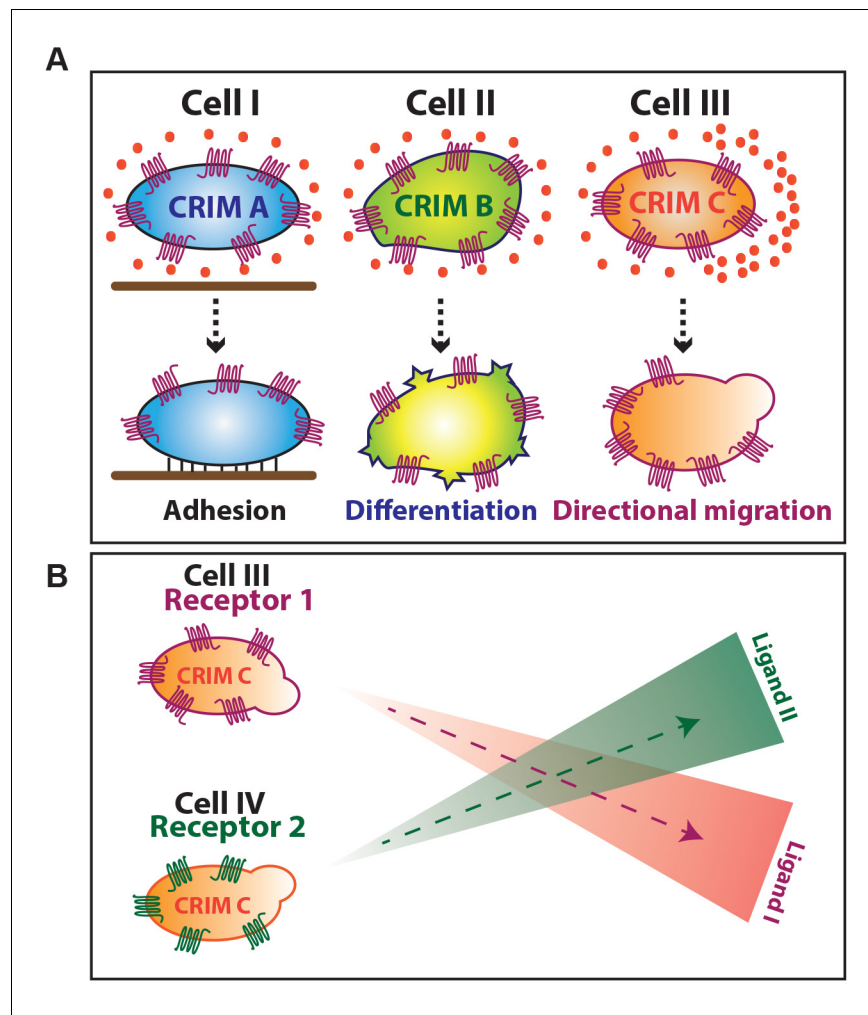 A
Cell I
Cell II
Cell III
CRIM A
CRIM B
CRIM C
Adhesion
Differentiation
Directional migration
B
Cell III
Receptor 1
CRIM C
Ligand II
Cell IV
Receptor 2
CRIM C
Ligand I